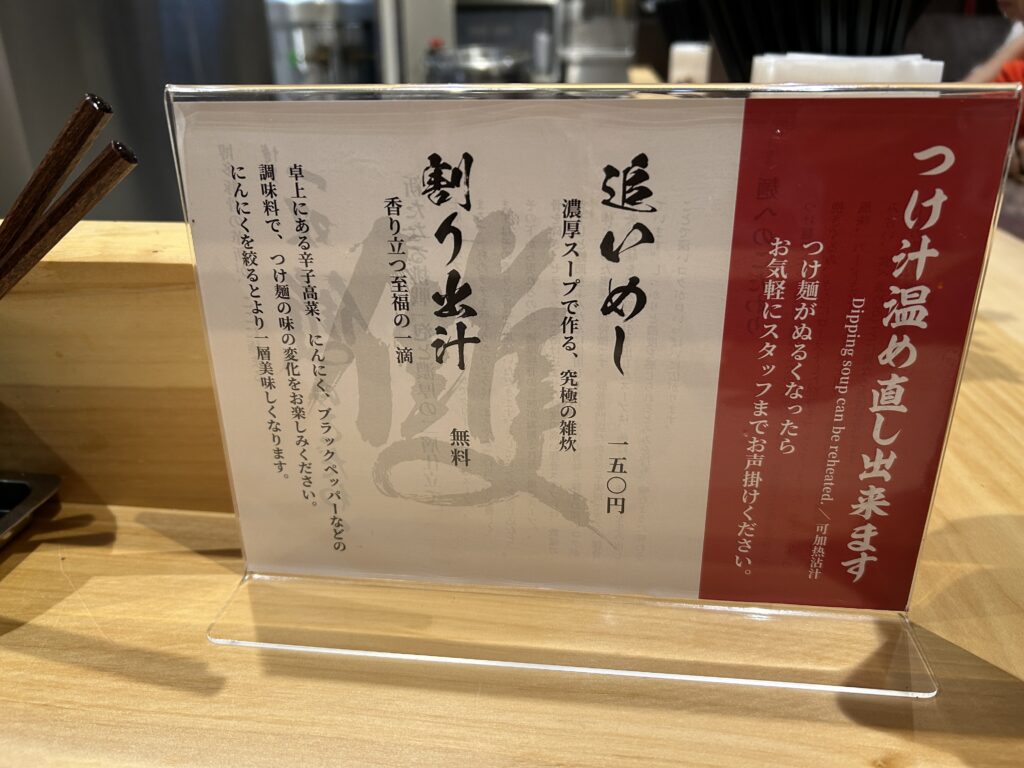 つけ汁温め直し出来ます
Dipping soup can be reheated.／可加热沾汁
つけ麺がぬるくなったら
お気軽にスタッフまでお声掛けください。
追いめし 一五〇円
濃厚スープで作る、究極の雑炊
割り出汁 無料
香り立つ至福の一滴
卓上にある辛子高菜、にんにく、ブラックペッパーなどの
調味料で、つけ麺の味の変化をお楽しみください。
にんにくを絞るとより一層美味しくなります。